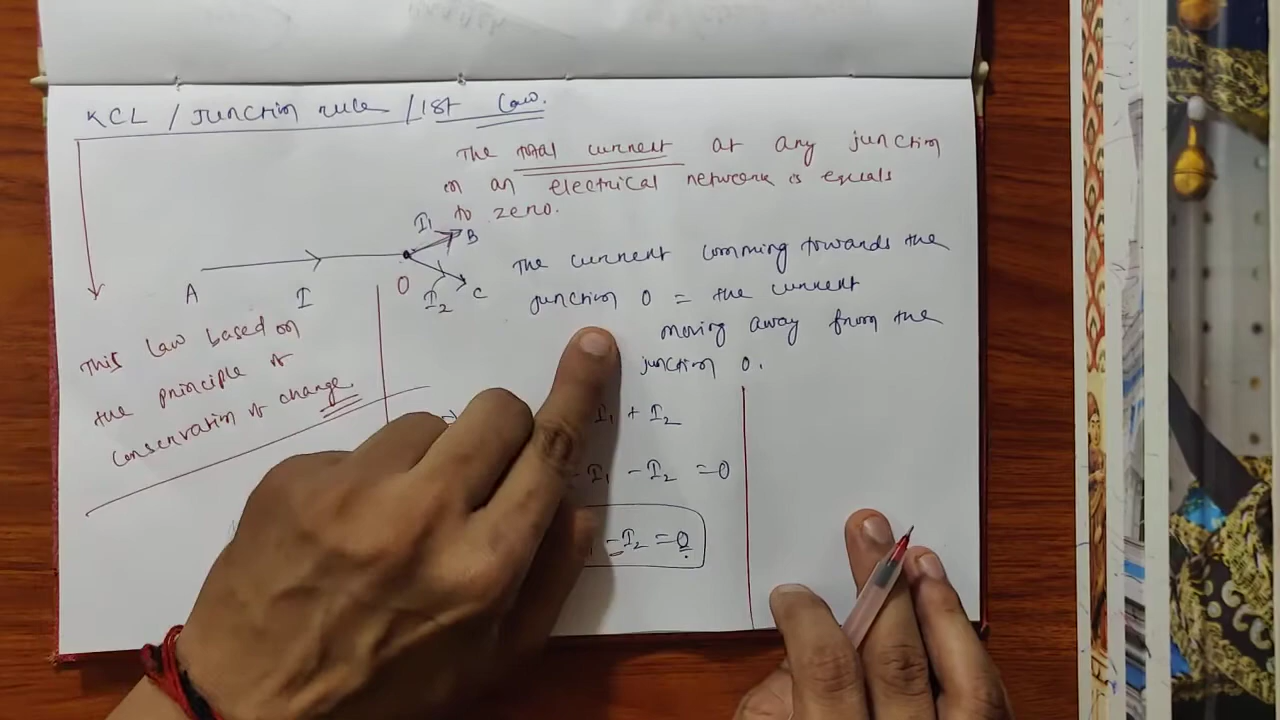 KCL / Junction rule / 1st Law.
The total current at any junction
in an electrical network is equals
to zero.
I1
B
A
I
O
I2
C
The current comming towards the
junction O = the current
moving away from the
junction O.
This law based on
the principle of
conservation of charge
I1 + I2
- I1 - I2 = 0
- I2 = 0